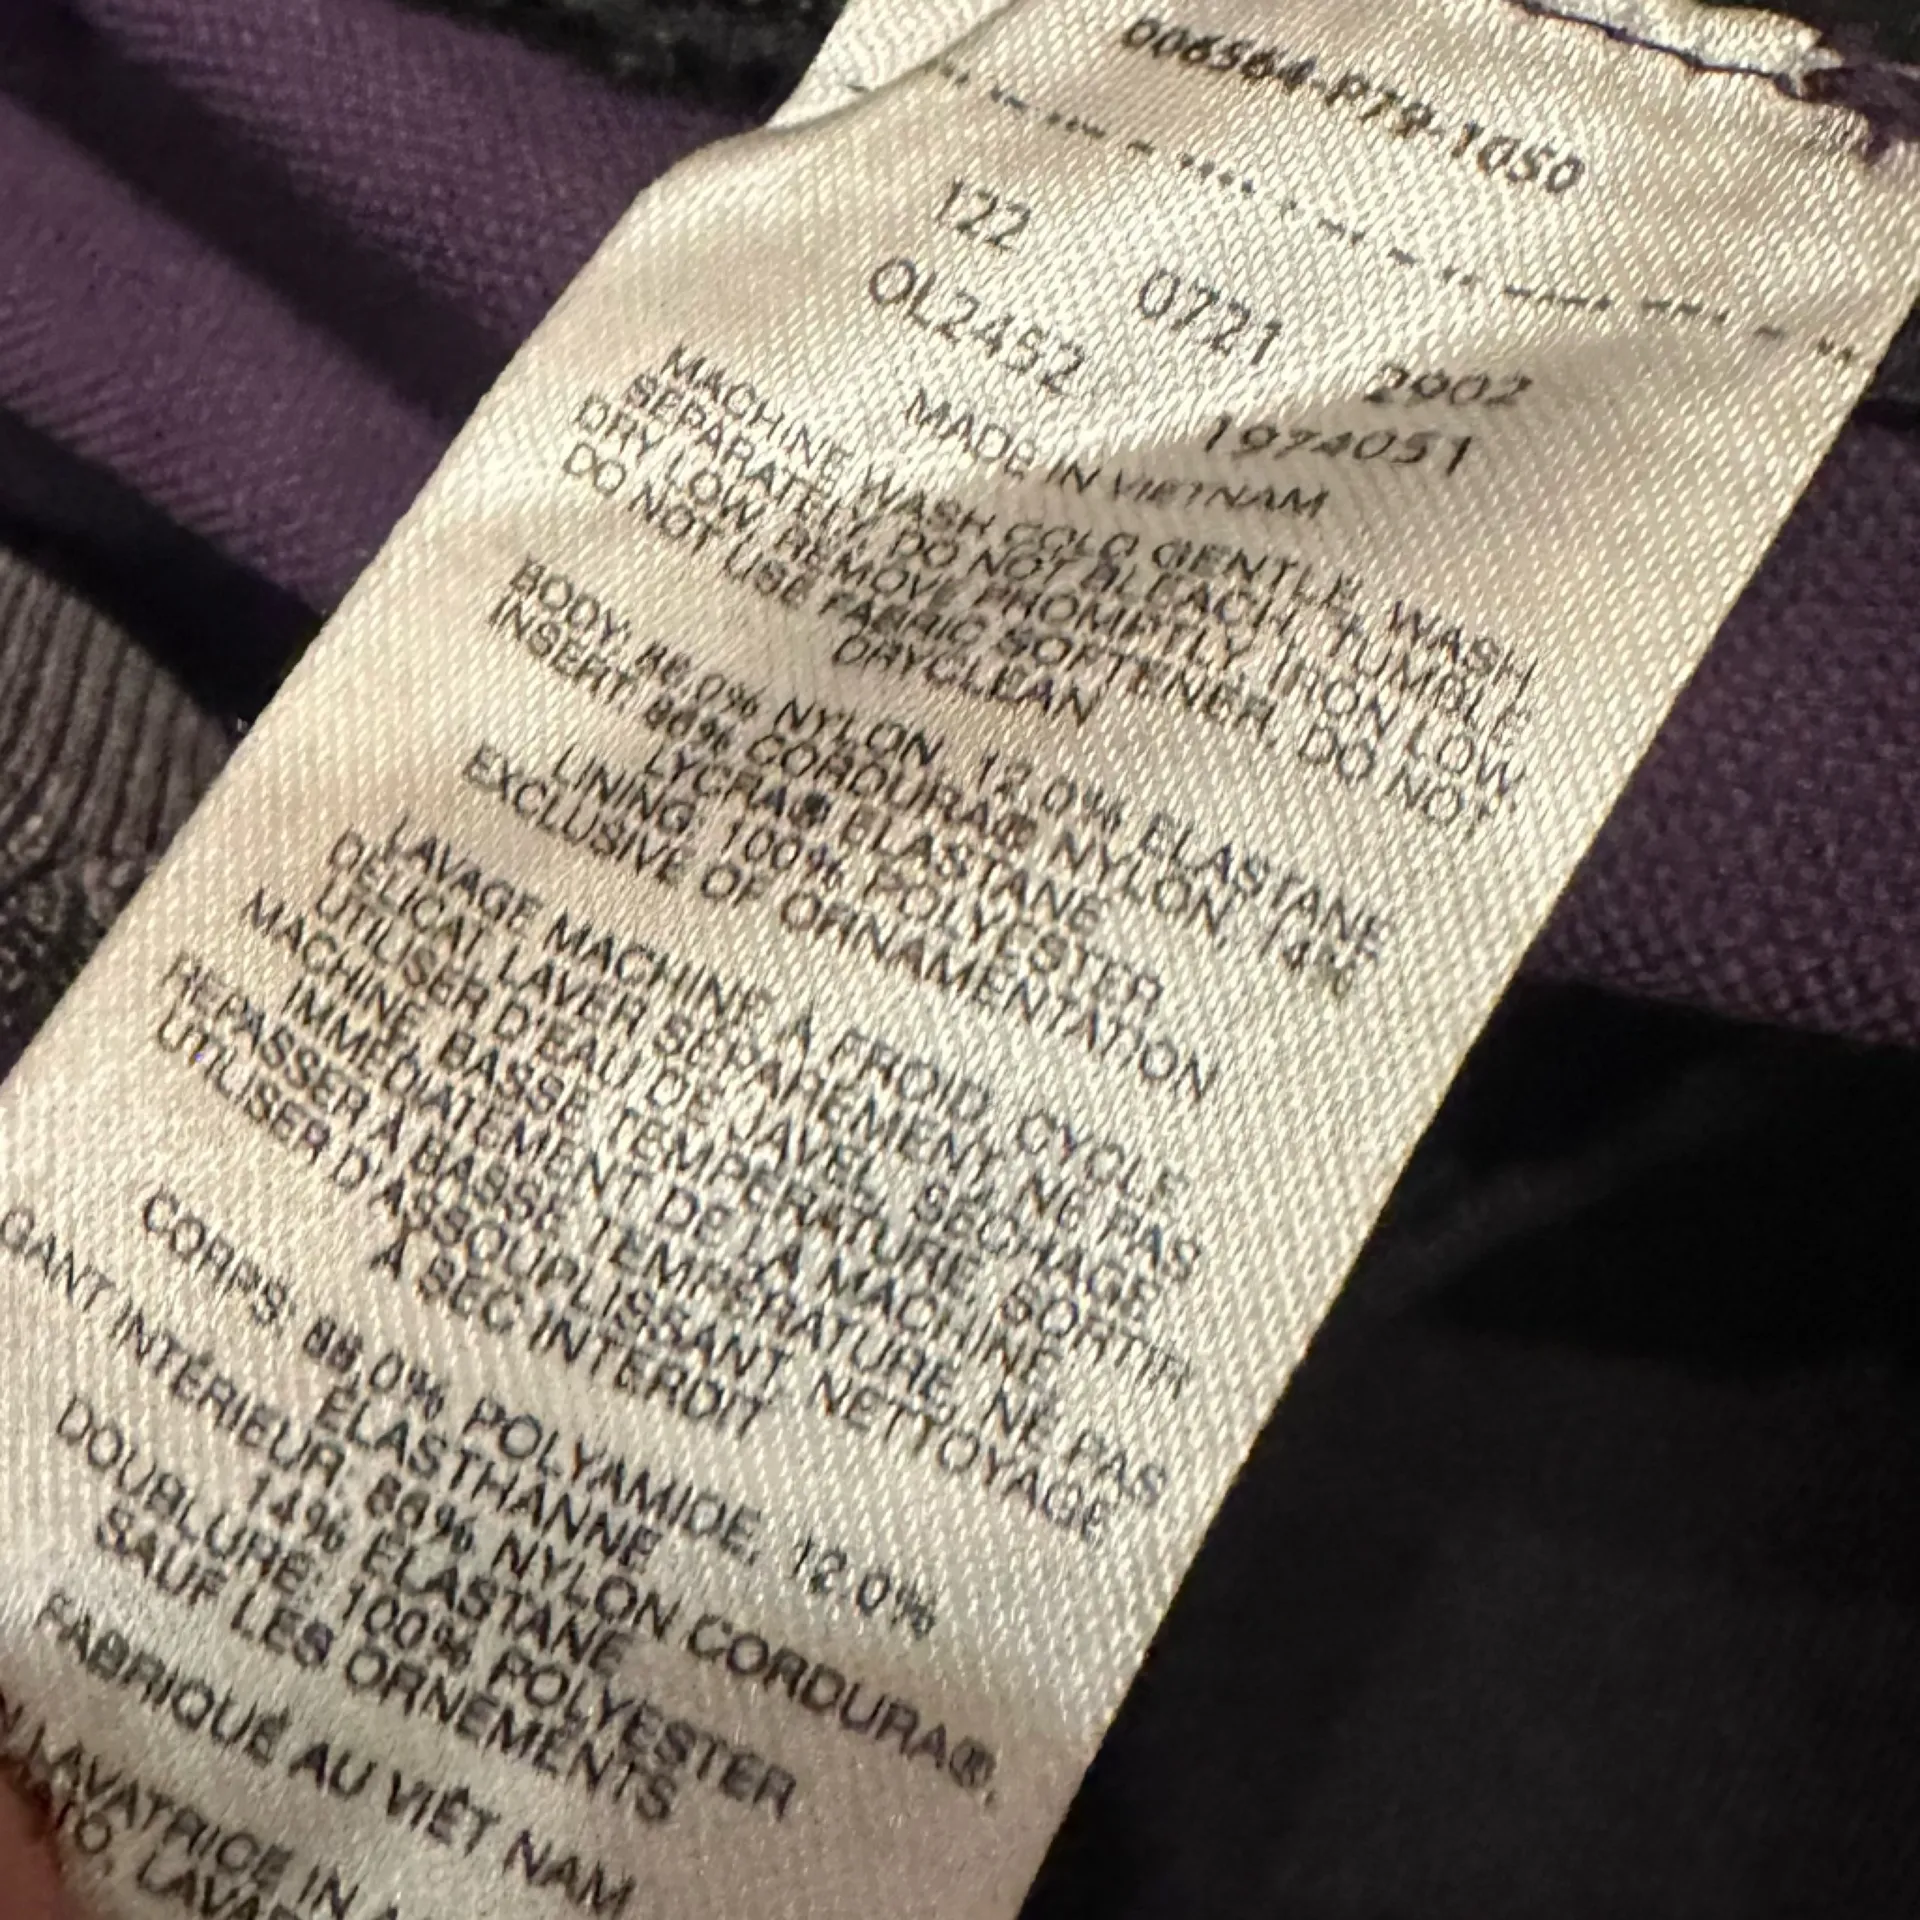 006564-P79-1050
122 0721 2902
OL2452 1974051
MADE IN VIETNAM
MACHINE WASH COLD GENTLE, WASH
SEPARATELY, DO NOT BLEACH, TUMBLE
DRY LOW, REMOVE PROMPTLY, IRON LOW,
DO NOT USE FABRIC SOFTENER, DO NOT
DRYCLEAN
BODY: 88.0% NYLON, 12.0% ELASTANE
INSERT: 86% CORDURA® NYLON, 14%
LYCRA® ELASTANE
LINING: 100% POLYESTER
EXCLUSIVE OF ORNAMENTATION
LAVAGE MACHINE À FROID, CYCLE
DÉLICAT, LAVER SÉPARÉMENT, NE PAS
UTILISER D'EAU DE JAVEL, SÉCHAGE
MACHINE, BASSE TEMPÉRATURE, SORTIR
IMMÉDIATEMENT DE LA MACHINE,
REPASSER À BASSE TEMPÉRATURE, NE PAS
UTILISER D'ASSOUPLISSANT, NETTOYAGE
À SEC INTERDIT
CORPS: 88,0% POLYAMIDE, 12,0%
ÉLASTHANNE
GANT INTÉRIEUR: 86% NYLON CORDURA®,
14% ELASTANE
DOUBLURE: 100% POLYESTER
SAUF LES ORNEMENTS
FABRIQUÉ AU VIÊT NAM
LAVATRICE IN